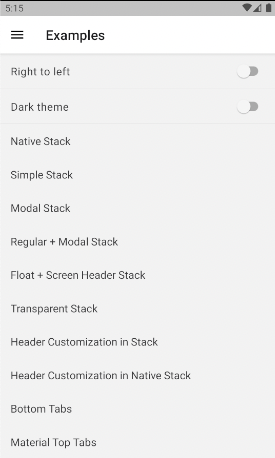 5:15
Examples
Right to left
Dark theme
Native Stack
Simple Stack
Modal Stack
Regular + Modal Stack
Float + Screen Header Stack
Transparent Stack
Header Customization in Stack
Header Customization in Native Stack
Bottom Tabs
Material Top Tabs